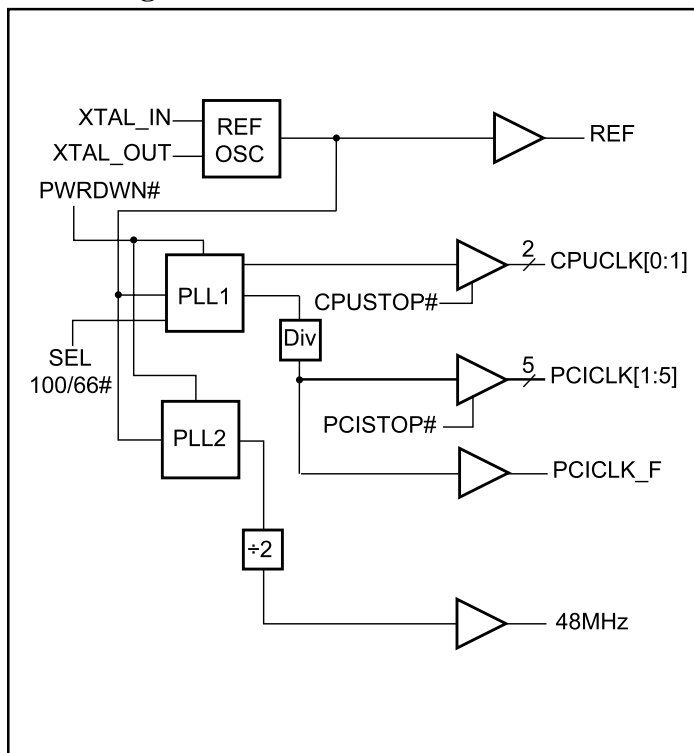 XTAL_IN
XTAL_OUT
REF
OSC
REF
PWRDWN#
PLL1
2
CPUCLK[0:1]
CPUSTOP#
Div
SEL
100/66#
5
PCICLK[1:5]
PCISTOP#
PLL2
PCICLK_F
÷2
48MHz